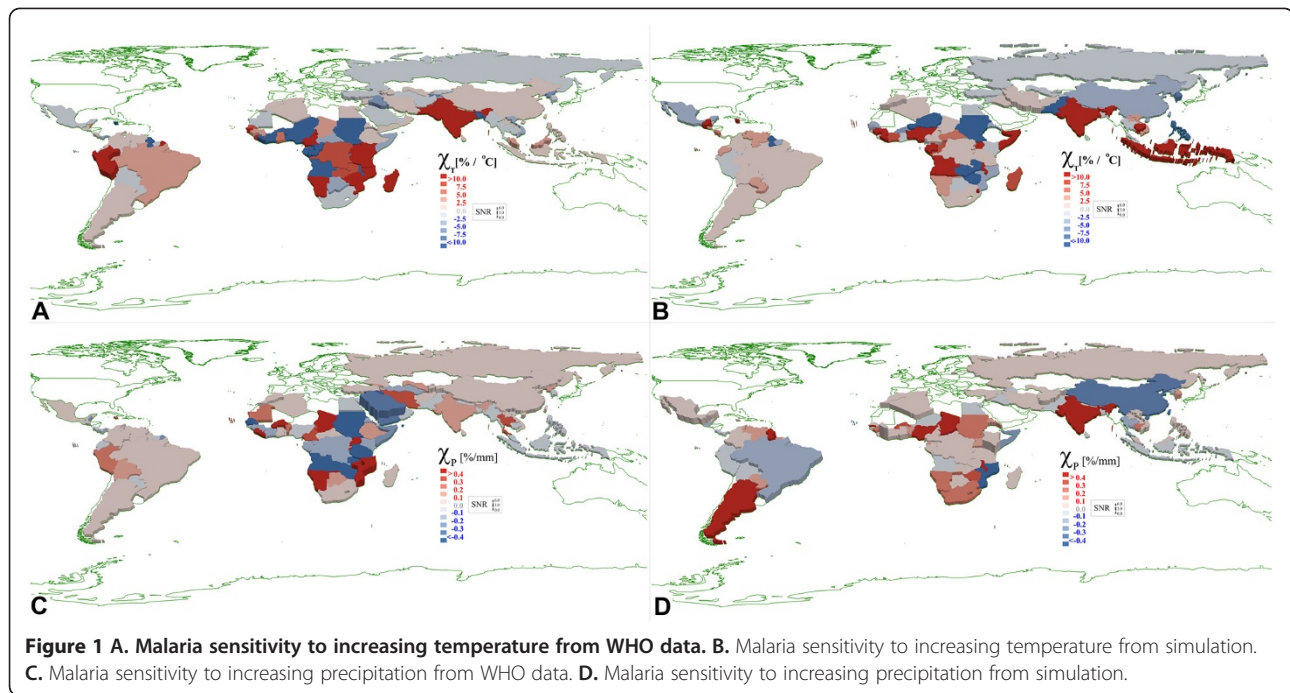 χT [% / °C]
>10.0
7.5
5.0
2.5
0.0
-2.5
-5.0
-7.5
<-10.0
SNR
A
χT [% / °C]
>10.0
7.5
5.0
2.5
0.0
-2.5
-5.0
-7.5
<-10.0
SNR
B
χP [%/mm]
>0.4
0.3
0.2
0.1
0.0
-0.1
-0.2
-0.3
<-0.4
SNR
C
χP [%/mm]
>0.4
0.3
0.2
0.1
0.0
-0.1
-0.2
-0.3
<-0.4
SNR
D
Figure 1 A. Malaria sensitivity to increasing temperature from WHO data. B. Malaria sensitivity to increasing temperature from simulation.
C. Malaria sensitivity to increasing precipitation from WHO data. D. Malaria sensitivity to increasing precipitation from simulation.